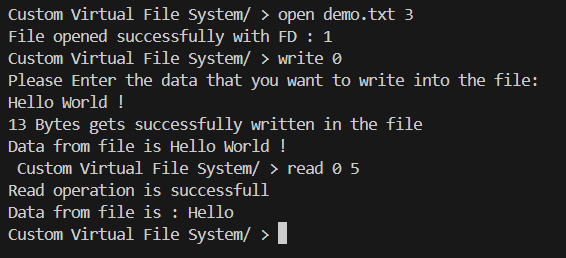 Custom Virtual File System/ > open demo.txt 3
File opened successfully with FD : 1
Custom Virtual File System/ > write 0
Please Enter the data that you want to write into the file:
Hello World !
13 Bytes gets successfully written in the file
Data from file is Hello World !
 Custom Virtual File System/ > read 0 5
Read operation is successfull
Data from file is : Hello
Custom Virtual File System/ >